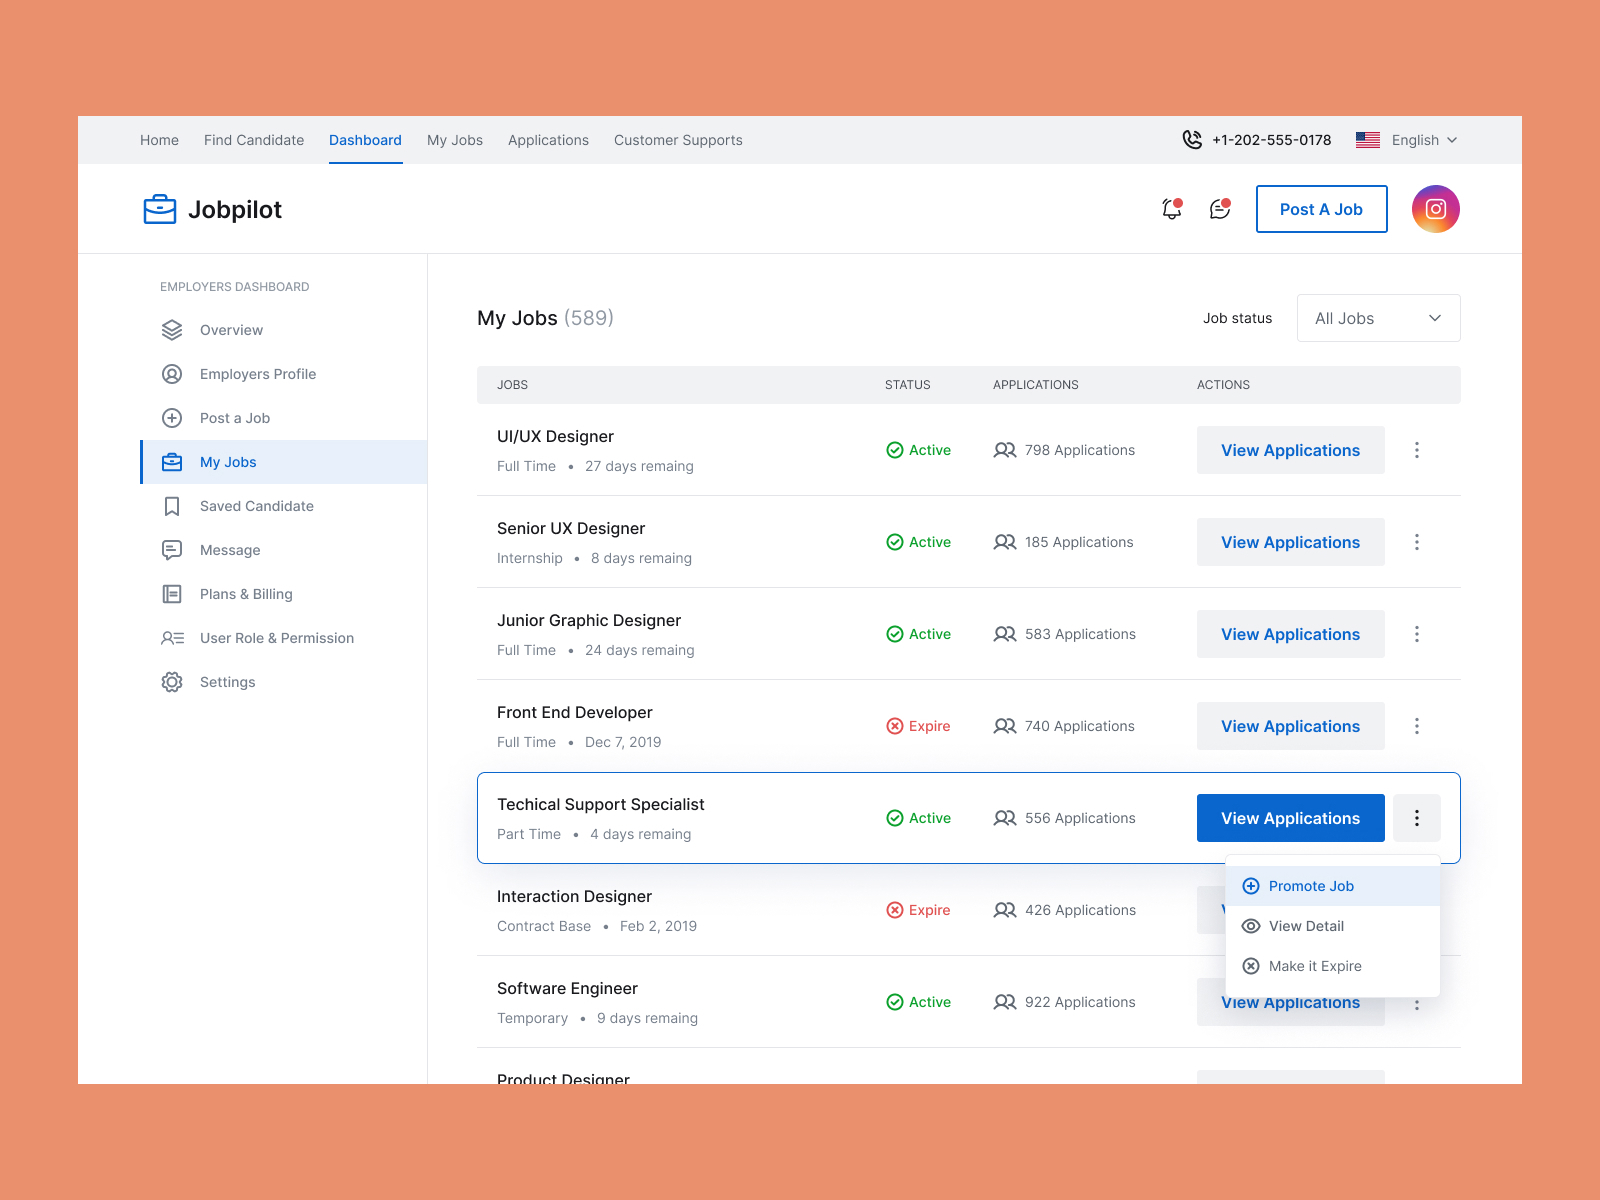 Home Find Candidate Dashboard My Jobs Applications Customer Supports +1-202-555-0178 English
Jobpilot Post A Job
EMPLOYERS DASHBOARD
Overview
Employers Profile
Post a Job
My Jobs
Saved Candidate
Message
Plans & Billing
User Role & Permission
Settings
My Jobs (589) Job status All Jobs
JOBS STATUS APPLICATIONS ACTIONS
UI/UX Designer
Full Time • 27 days remaing
Active 798 Applications View Applications
Senior UX Designer
Internship • 8 days remaing
Active 185 Applications View Applications
Junior Graphic Designer
Full Time • 24 days remaing
Active 583 Applications View Applications
Front End Developer
Full Time • Dec 7, 2019
Expire 740 Applications View Applications
Techical Support Specialist
Part Time • 4 days remaing
Active 556 Applications View Applications
Promote Job
View Detail
Make it Expire
Interaction Designer
Contract Base • Feb 2, 2019
Expire 426 Applications
Software Engineer
Temporary • 9 days remaing
Active 922 Applications View Applications
Product Designer